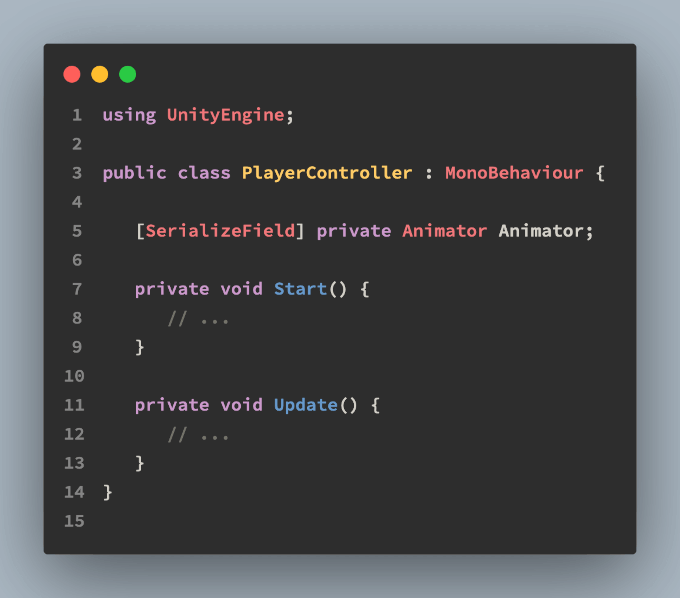 1 using UnityEngine;
2
3 public class PlayerController : MonoBehaviour {
4
5    [SerializeField] private Animator Animator;
6
7    private void Start() {
8       // ...
9    }
10
11    private void Update() {
12       // ...
13    }
14 }
15